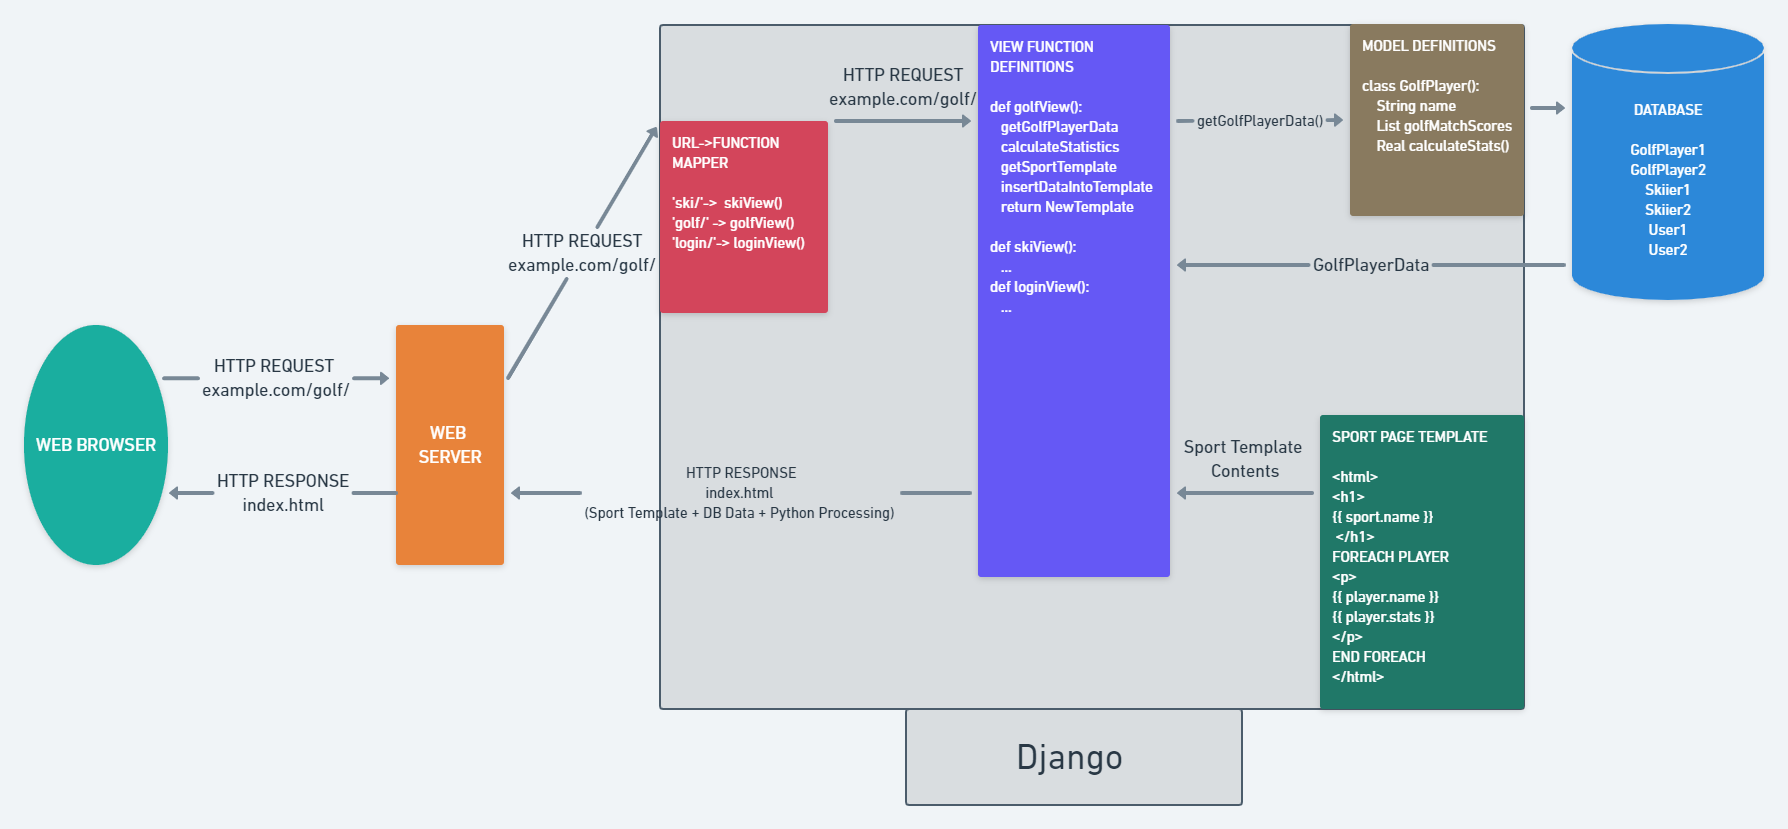 WEB BROWSER
HTTP REQUEST
example.com/golf/
HTTP RESPONSE
index.html
WEB
SERVER
HTTP REQUEST
example.com/golf/
URL->FUNCTION
MAPPER
'ski/'-> skiView()
'golf/' -> golfView()
'login/'-> loginView()
HTTP REQUEST
example.com/golf/
VIEW FUNCTION
DEFINITIONS
def golfView():
getGolfPlayerData
calculateStatistics
getSportTemplate
insertDataIntoTemplate
return NewTemplate
def skiView():
...
def loginView():
...
getGolfPlayerData()
MODEL DEFINITIONS
class GolfPlayer():
String name
List golfMatchScores
Real calculateStats()
DATABASE
GolfPlayer1
GolfPlayer2
Skiier1
Skiier2
User1
User2
GolfPlayerData
Sport Template
Contents
SPORT PAGE TEMPLATE
<html>
<h1>
{{ sport.name }}
</h1>
FOREACH PLAYER
<p>
{{ player.name }}
{{ player.stats }}
</p>
END FOREACH
</html>
HTTP RESPONSE
index.html
(Sport Template + DB Data + Python Processing)
Django